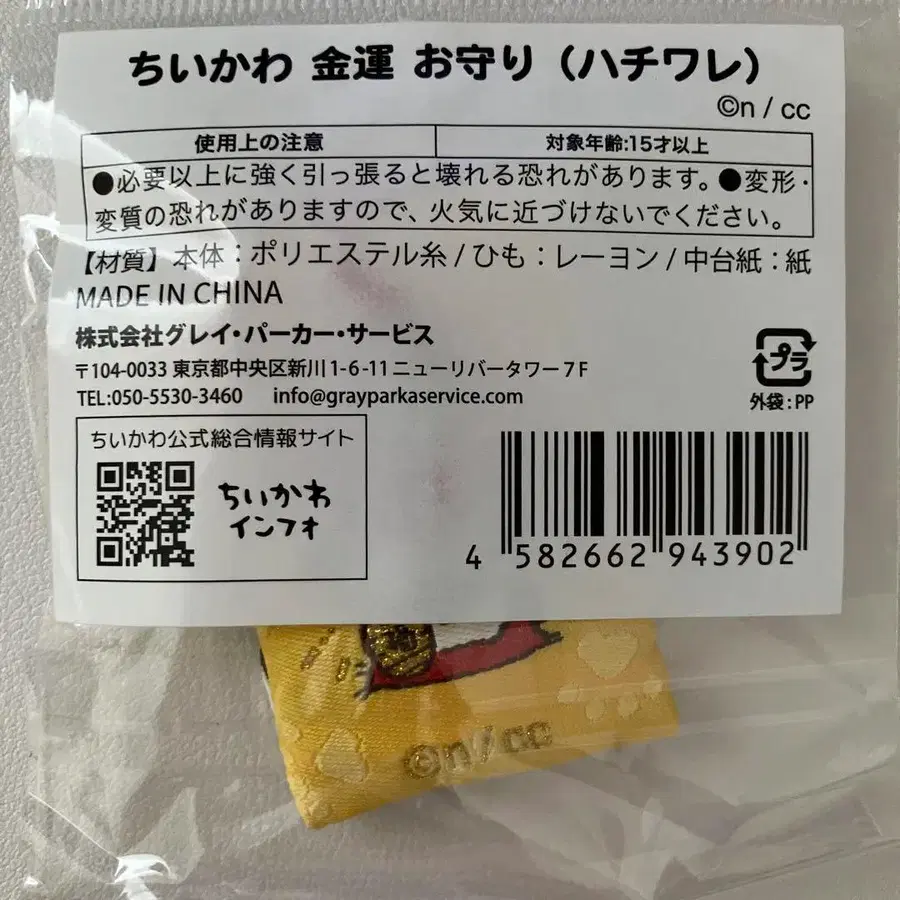 ちいかわ 金運 お守り（ハチワレ）
©n / cc
使用上の注意
対象年齢:15才以上
●必要以上に強く引っ張ると壊れる恐れがあります。●変形・
変質の恐れがありますので、火気に近づけないでください。
【材質】本体：ポリエステル糸 / ひも：レーヨン / 中台紙：紙
MADE IN CHINA
株式会社グレイ・パーカー・サービス
〒104-0033 東京都中央区新川1-6-11ニューリバータワー7F
TEL:050-5530-3460 info@grayparkaservice.com
プラ
外袋：PP
ちいかわ公式総合情報サイト
ちいかわ
インフォ
4 582662 943902
©n / cc